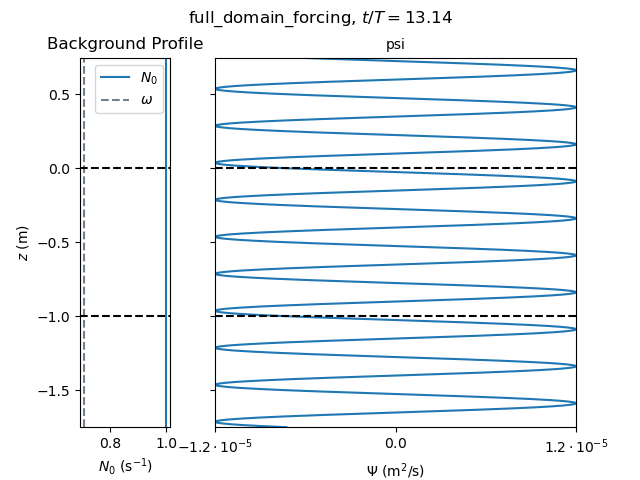 full_domain_forcing, t/T = 13.14
Background Profile
psi
N₀
ω
0.5
0.0
−0.5
−1.0
−1.5
z (m)
0.8
1.0
−1.2 · 10⁻⁵
0.0
1.2 · 10⁻⁵
N₀ (s⁻¹)
Ψ (m²/s)